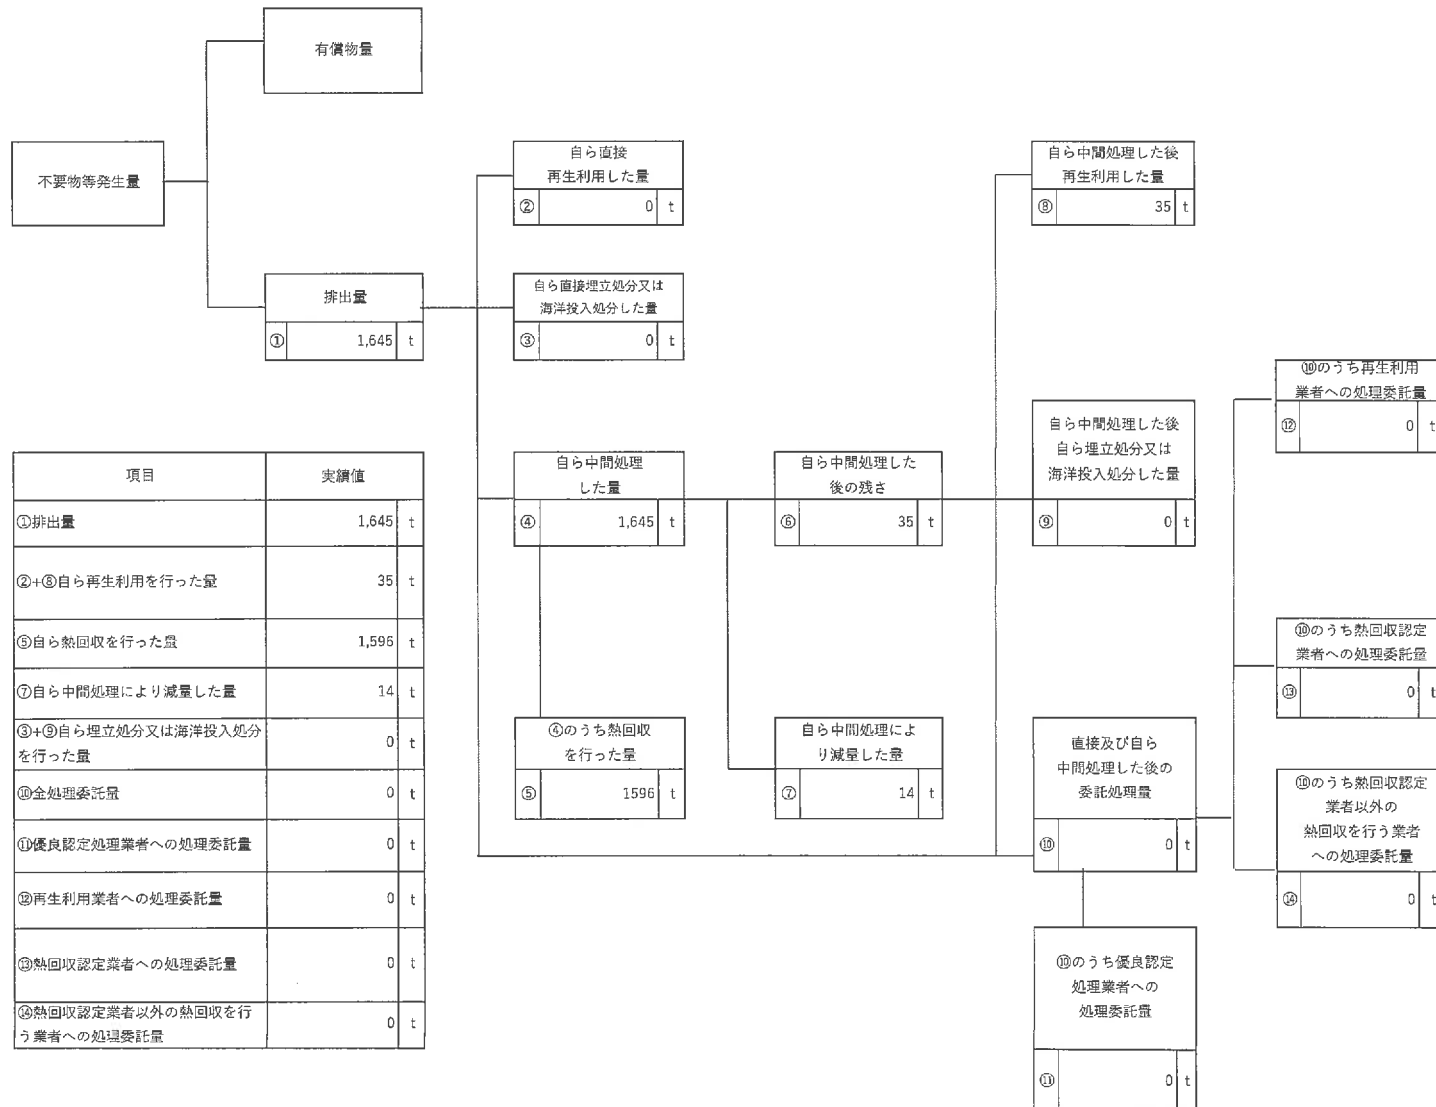 有償物量
不要物等発生量
排出量
① 1,645 t
自ら直接
再生利用した量
② 0 t
自ら直接埋立処分又は
海洋投入処分した量
③ 0 t
自ら中間処理
した量
④ 1,645 t
④のうち熱回収
を行った量
⑤ 1596 t
自ら中間処理した
後の残さ
⑥ 35 t
自ら中間処理によ
り減量した量
⑦ 14 t
自ら中間処理した後
再生利用した量
⑧ 35 t
自ら中間処理した後
自ら埋立処分又は
海洋投入処分した量
⑨ 0 t
直接及び自ら
中間処理した後の
委託処理量
⑩ 0 t
⑩のうち優良認定
処理業者への
処理委託量
⑪ 0 t
⑩のうち再生利用
業者への処理委託量
⑫ 0 t
⑩のうち熱回収認定
業者への処理委託量
⑬ 0 t
⑩のうち熱回収認定
業者以外の
熱回収を行う業者
への処理委託量
⑭ 0 t
項目 実績値
①排出量 1,645 t
②+⑧自ら再生利用を行った量 35 t
⑤自ら熱回収を行った量 1,596 t
⑦自ら中間処理により減量した量 14 t
③+⑨自ら埋立処分又は海洋投入処分
を行った量 0 t
⑩全処理委託量 0 t
⑪優良認定処理業者への処理委託量 0 t
⑫再生利用業者への処理委託量 0 t
⑬熱回収認定業者への処理委託量 0 t
⑭熱回収認定業者以外の熱回収を行
う業者への処理委託量 0 t